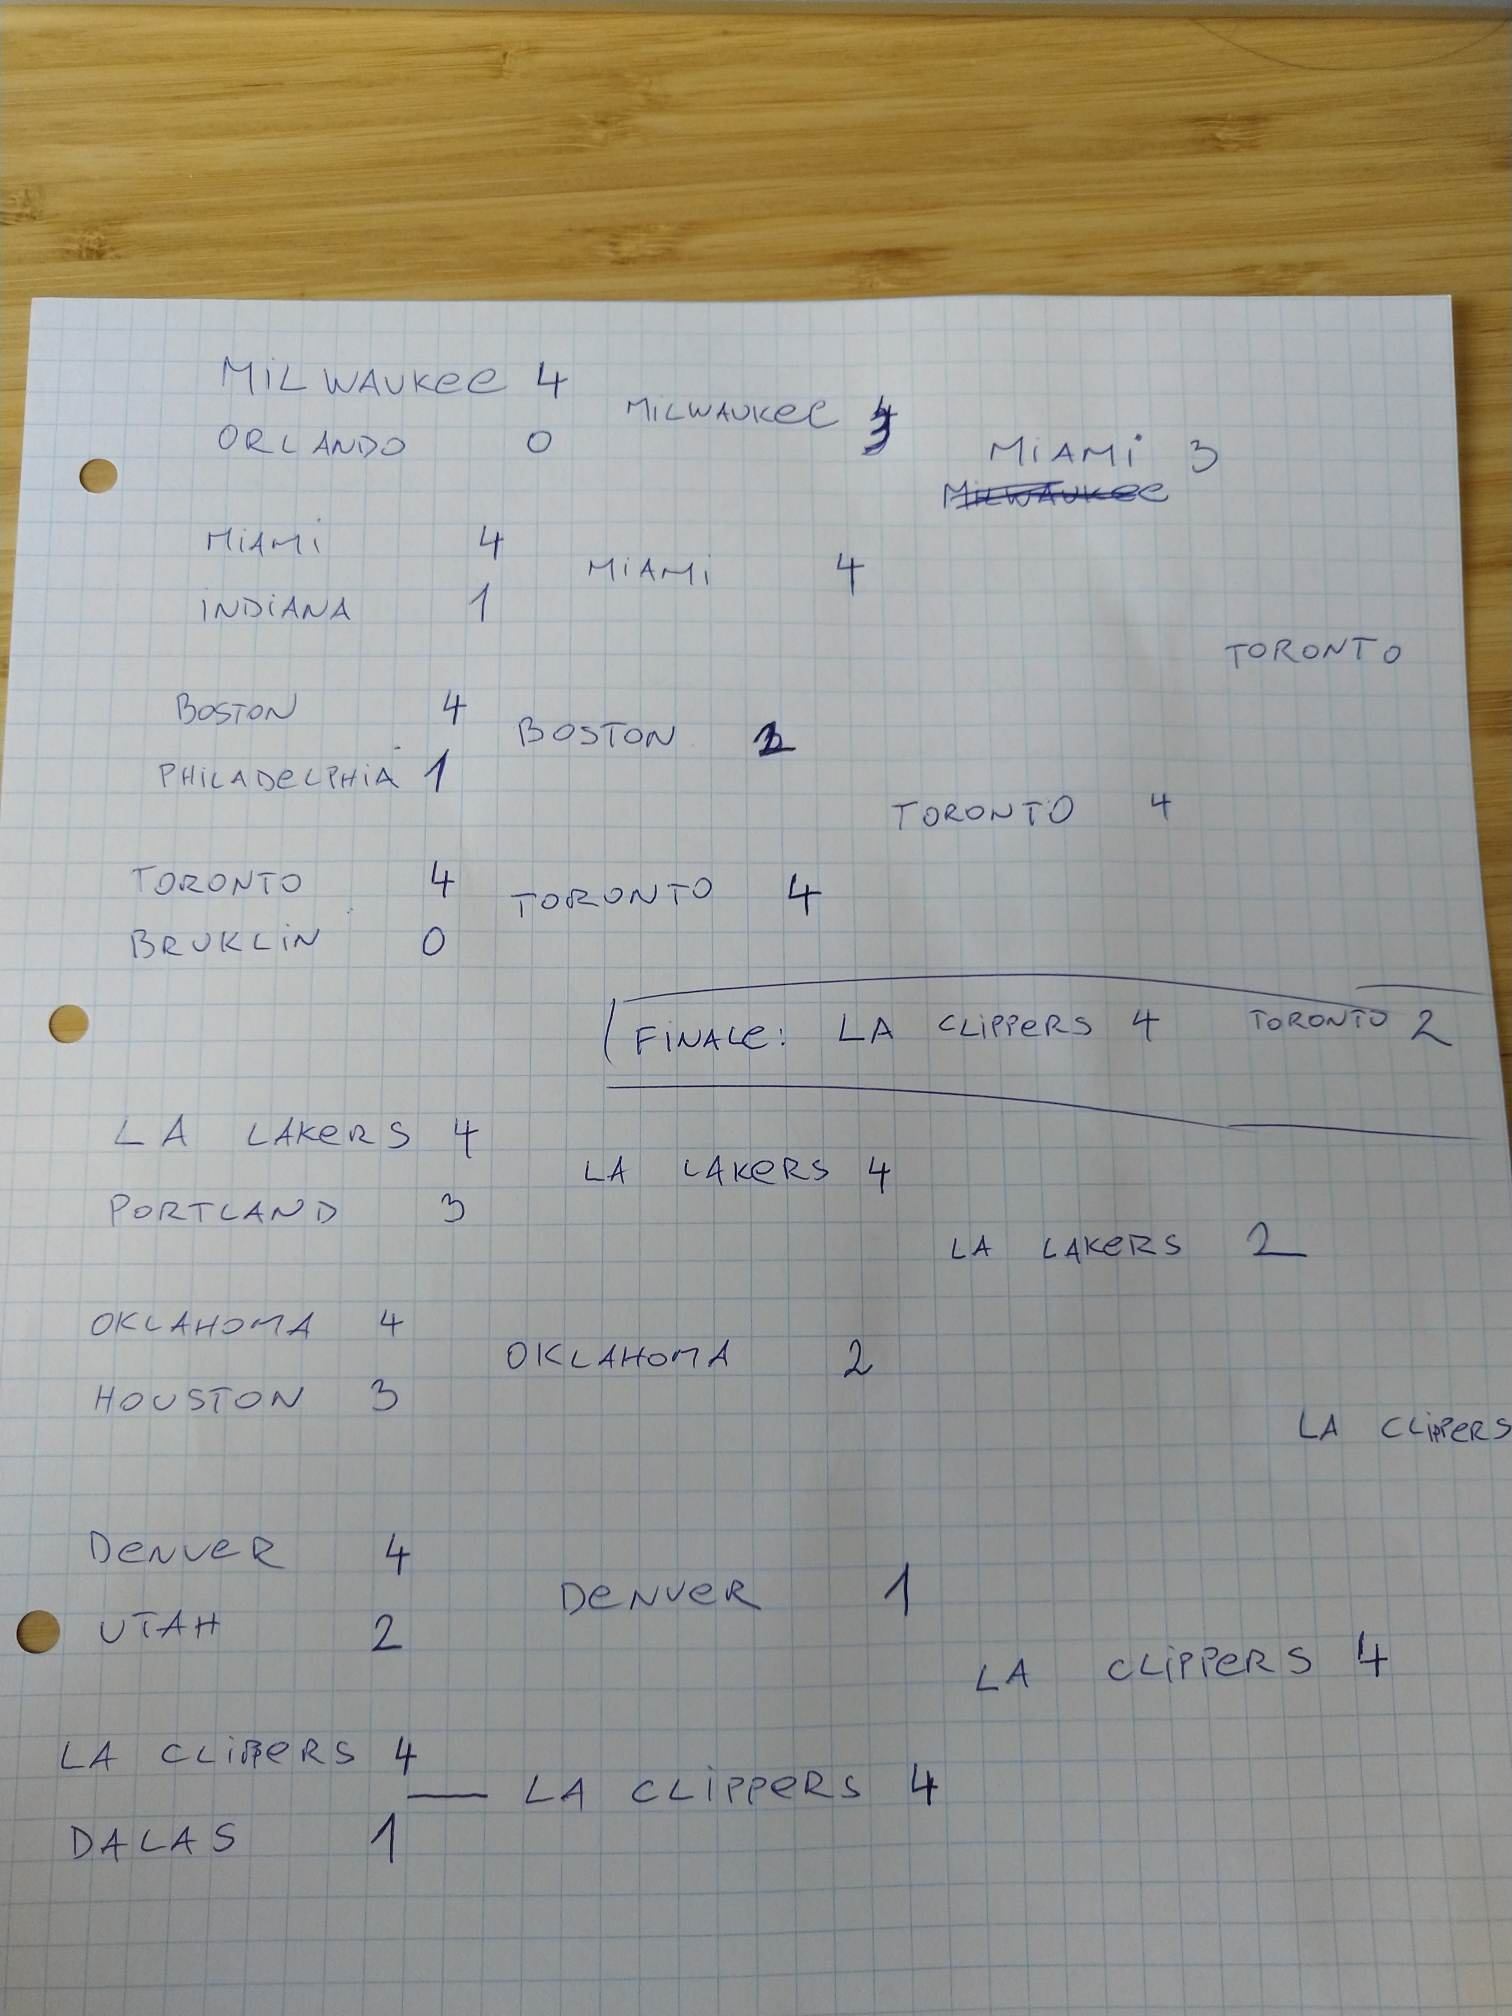 MILWAUKEE 4
ORLANDO 0
MILWAUKEE 3
MIAMI 3
MILWAUKEE
MIAMI 4
INDIANA 1
MIAMI 4
TORONTO
BOSTON 4
PHILADELPHIA 1
BOSTON 2
TORONTO 4
TORONTO 4
BRUKLIN 0
TORONTO 4
FINALE: LA CLIPPERS 4 TORONTO 2
LA LAKERS 4
PORTLAND 3
LA LAKERS 4
LA LAKERS 2
OKLAHOMA 4
HOUSTON 3
OKLAHOMA 2
LA CLIPPERS
DENVER 4
UTAH 2
DENVER 1
LA CLIPPERS 4
LA CLIPPERS 4
DALAS 1
LA CLIPPERS 4